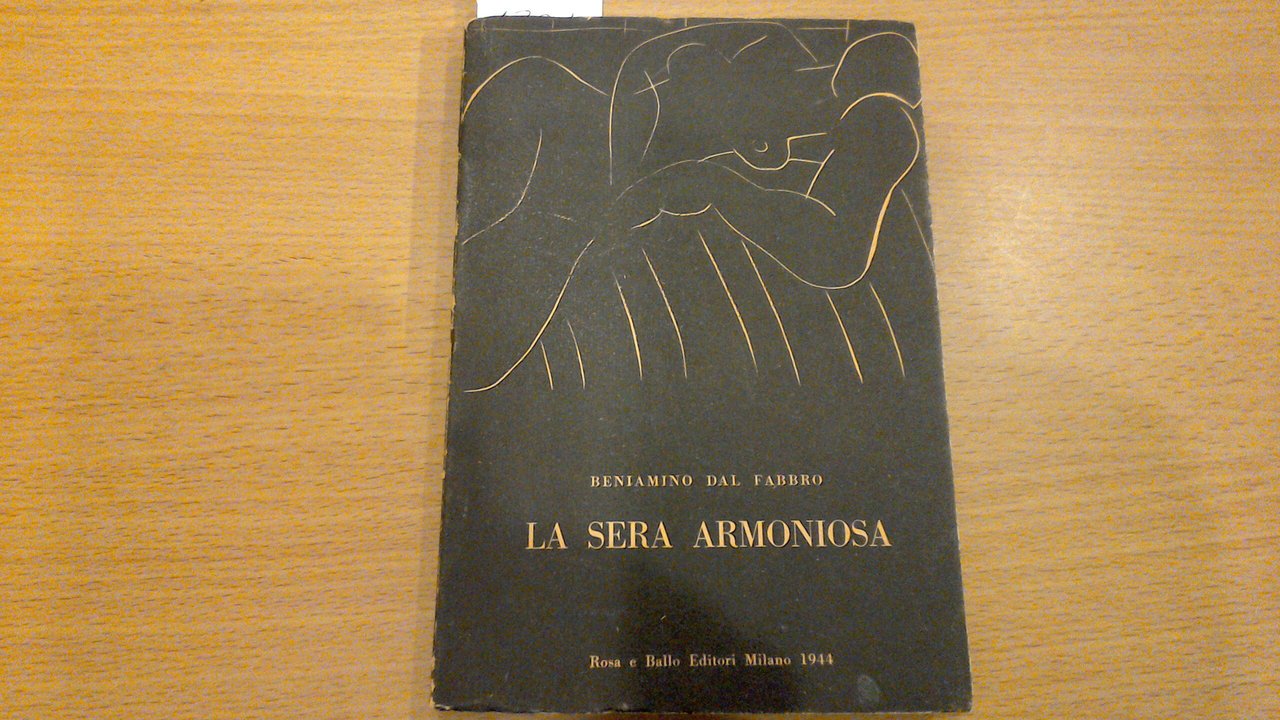 BENIAMINO DAL FABBRO
LA SERA ARMONIOSA
Rosa e Ballo Editori Milano 1944